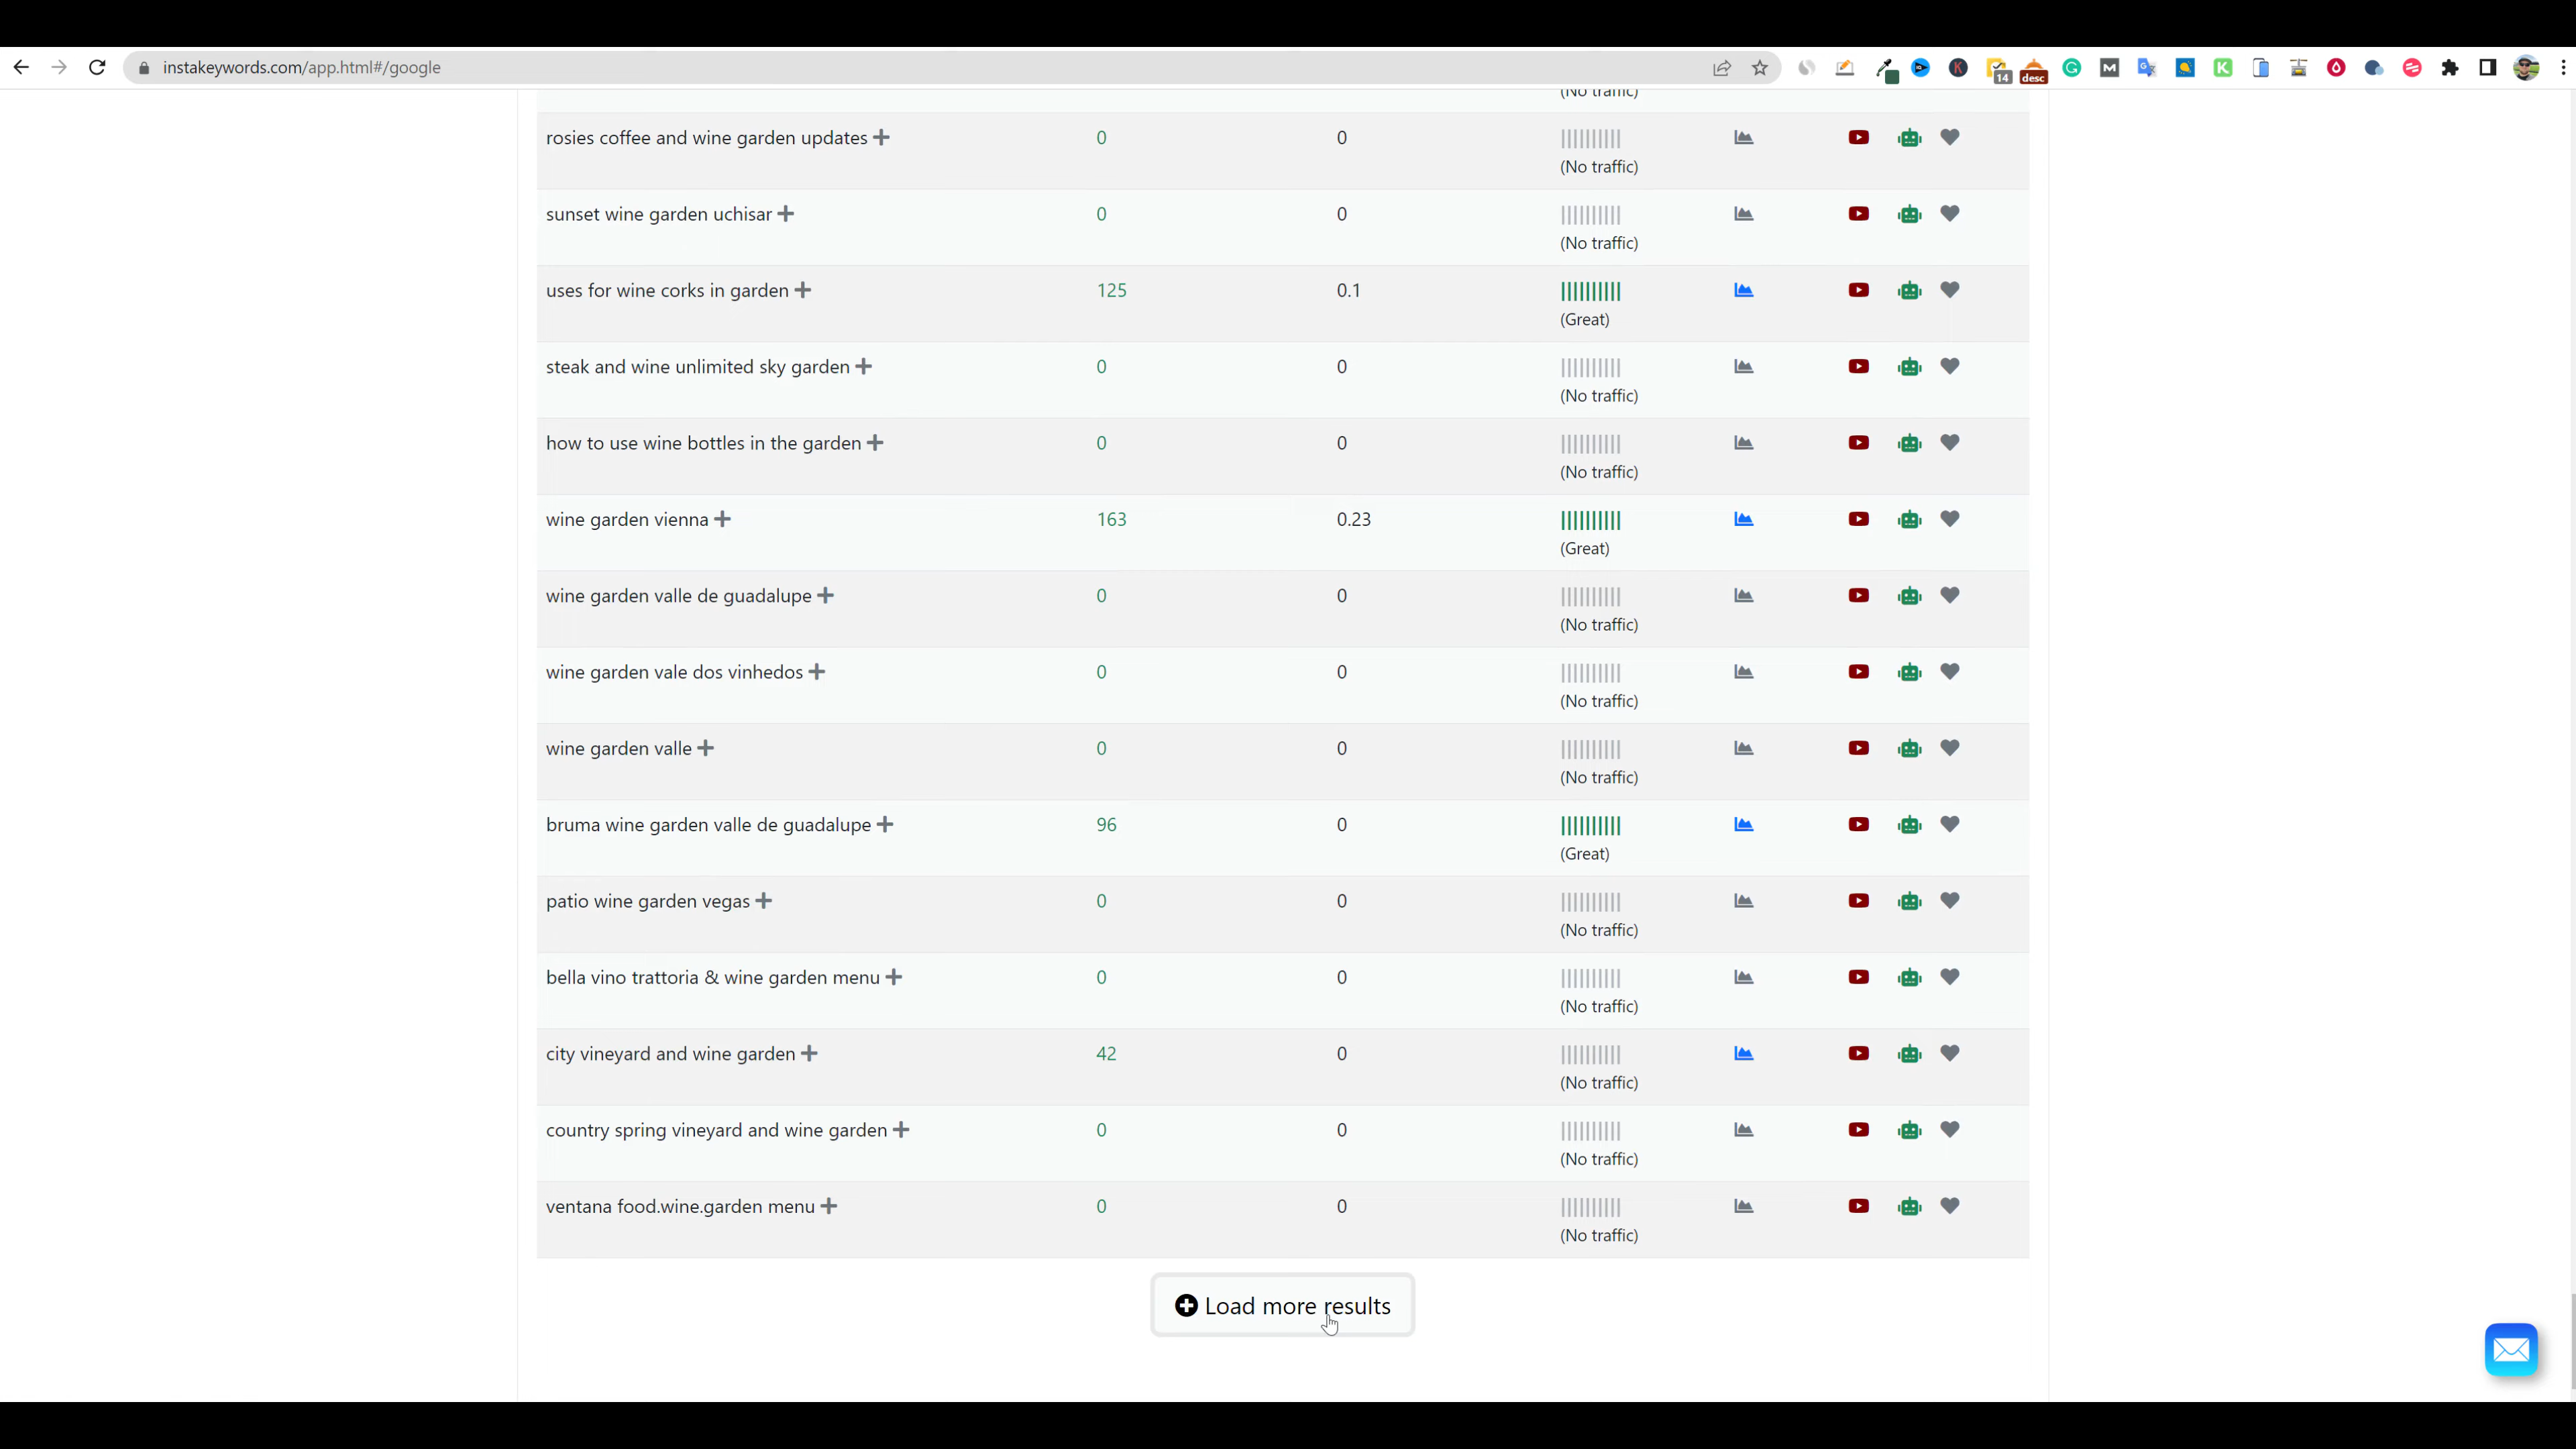 instakeywords.com/app.html#/google
14
desc
(No traffic)
rosies coffee and wine garden updates 0 0
(No traffic)
sunset wine garden uchisar 0 0
(No traffic)
uses for wine corks in garden 125 0.1
(Great)
steak and wine unlimited sky garden 0 0
(No traffic)
how to use wine bottles in the garden 0 0
(No traffic)
wine garden vienna 163 0.23
(Great)
wine garden valle de guadalupe 0 0
(No traffic)
wine garden vale dos vinhedos 0 0
(No traffic)
wine garden valle 0 0
(No traffic)
bruma wine garden valle de guadalupe 96 0
(Great)
patio wine garden vegas 0 0
(No traffic)
bella vino trattoria & wine garden menu 0 0
(No traffic)
city vineyard and wine garden 42 0
(No traffic)
country spring vineyard and wine garden 0 0
(No traffic)
ventana food.wine.garden menu 0 0
(No traffic)
Load more results